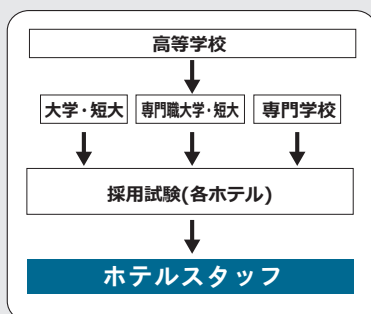 高等学校
大学・短大
専門職大学・短大
専門学校
採用試験(各ホテル)
ホテルスタッフ